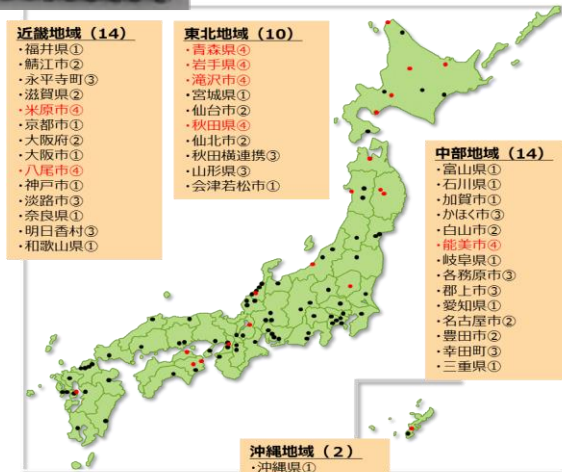 近畿地域（14）
・福井県①
・鯖江市②
・永平寺町③
・滋賀県②
・米原市④
・京都市①
・大阪府②
・大阪市①
・八尾市④
・神戸市①
・淡路市③
・奈良県①
・明日香村③
・和歌山県①
東北地域（10）
・青森県④
・岩手県④
・滝沢市④
・宮城県①
・仙台市②
・秋田県④
・仙北市②
・秋田横連携③
・山形県③
・会津若松市①
中部地域（14）
・富山県①
・石川県①
・加賀市①
・かほく市③
・白山市②
・能美市④
・岐阜県①
・各務原市③
・郡上市③
・愛知県①
・名古屋市②
・豊田市②
・幸田町③
・三重県①
沖縄地域（2）
・沖縄県①